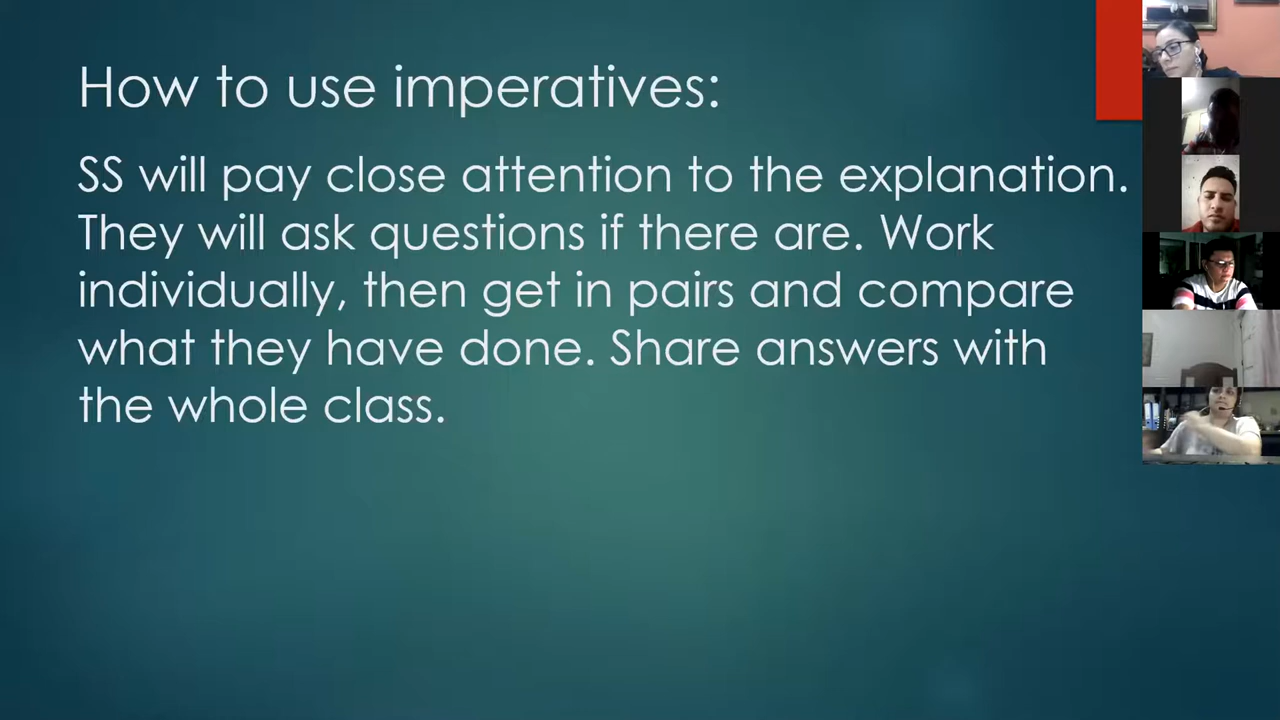 How to use imperatives:
SS will pay close attention to the explanation.
They will ask questions if there are. Work
individually, then get in pairs and compare
what they have done. Share answers with
the whole class.